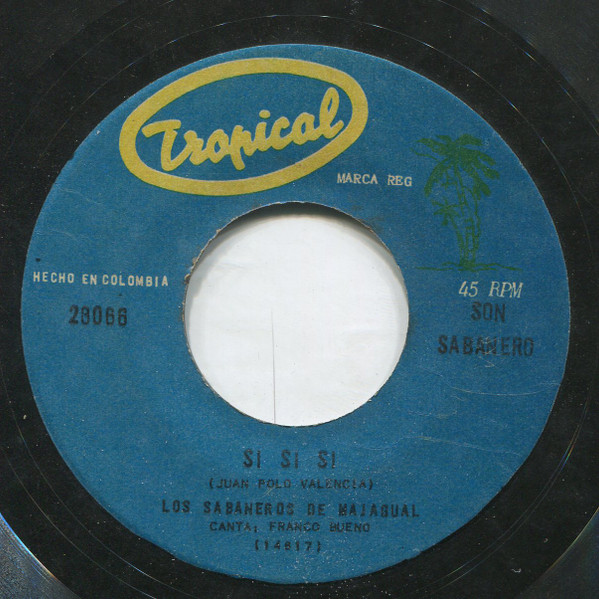 Tropical
MARCA REG
HECHO EN COLOMBIA
45 RPM
28066
SON
SABANERO
SI SI SI
(JUAN POLO VALENCIA)
LOS SABANEROS DE MAJAGUAL
CANTA; FRANCO BUENO
(14617)